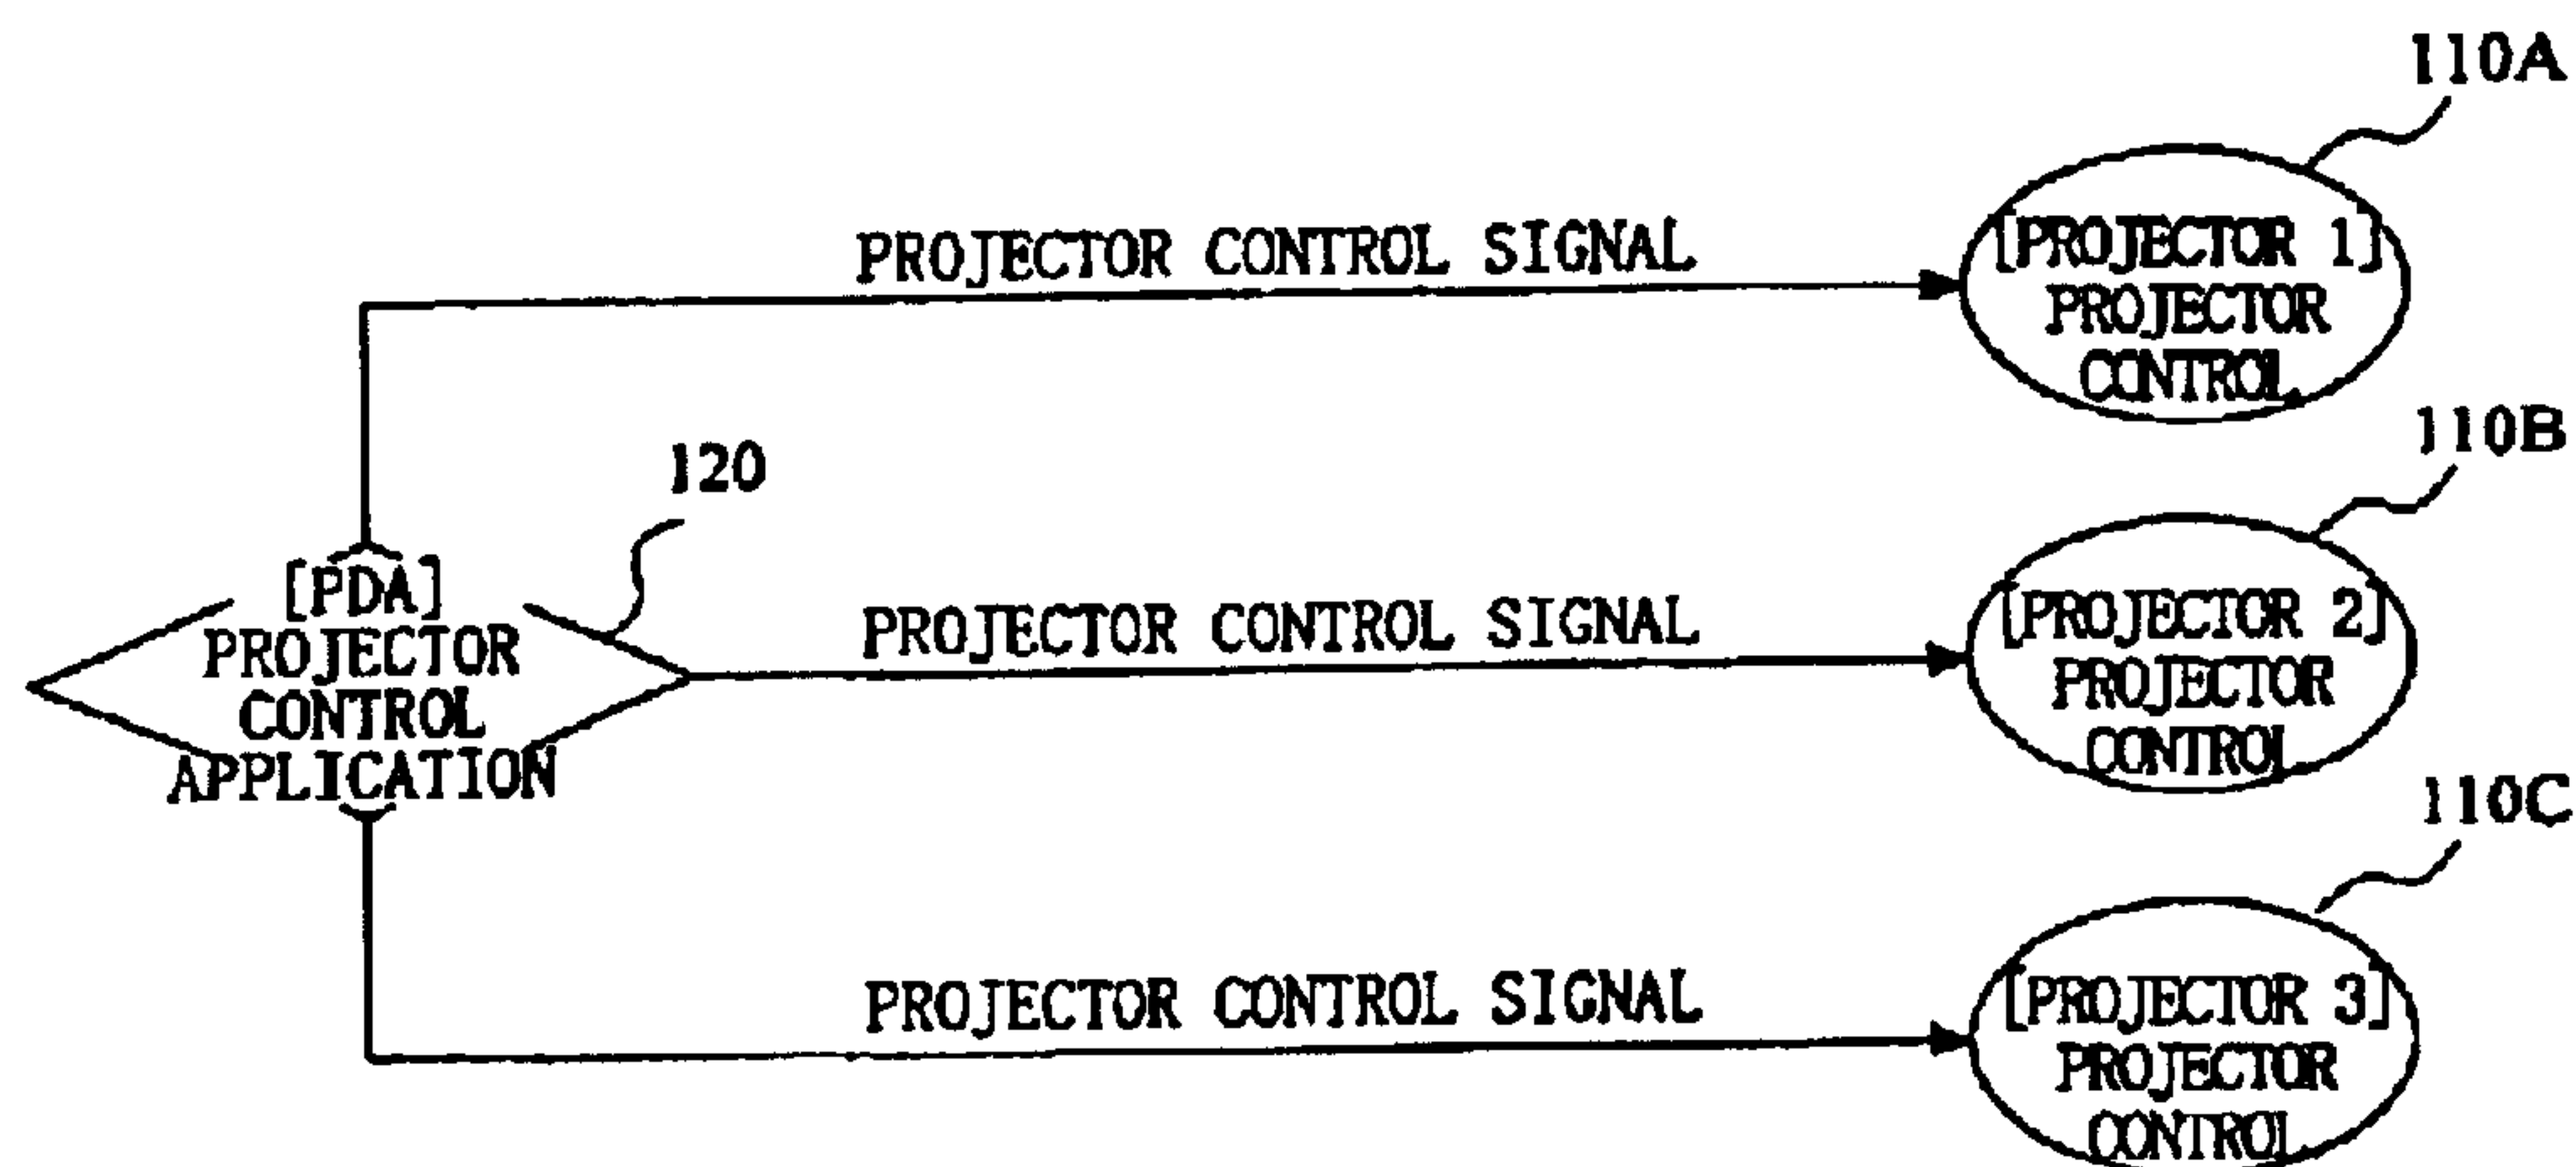 110A
PROJECTOR CONTROL SIGNAL
[PROJECTOR 1]
PROJECTOR
CONTROL
110B
120
[PDA]
PROJECTOR
CONTROL
APPLICATION
PROJECTOR CONTROL SIGNAL
[PROJECTOR 2]
PROJECTOR
CONTROL
110C
PROJECTOR CONTROL SIGNAL
[PROJECTOR 3]
PROJECTOR
CONTROL